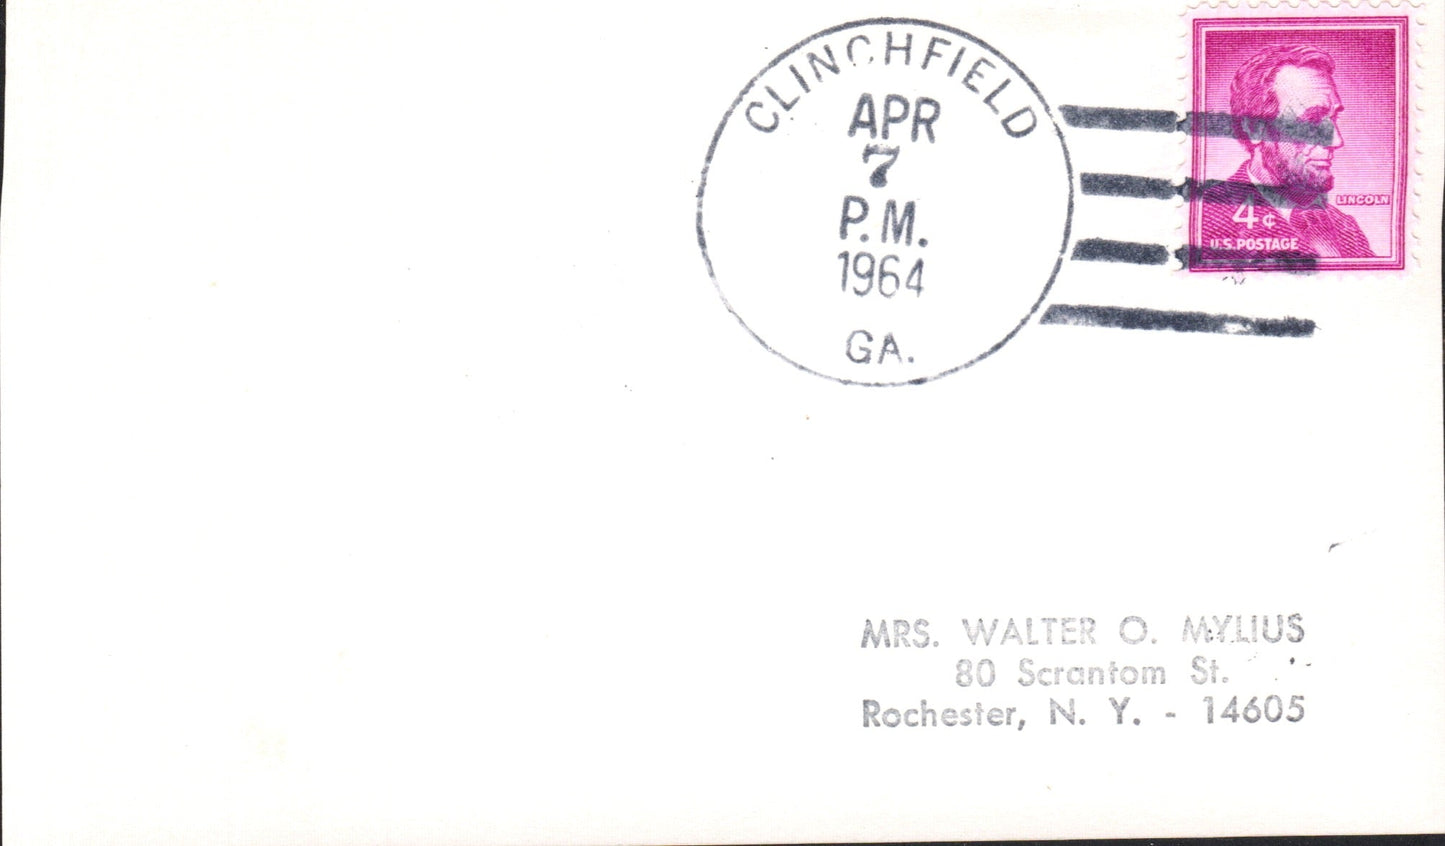 CLINCHFIELD
APR
7
P.M.
1964
GA.
LINCOLN
4¢
U.S. POSTAGE
MRS. WALTER O. MYLIUS
80 Scrantom St.
Rochester, N. Y. - 14605